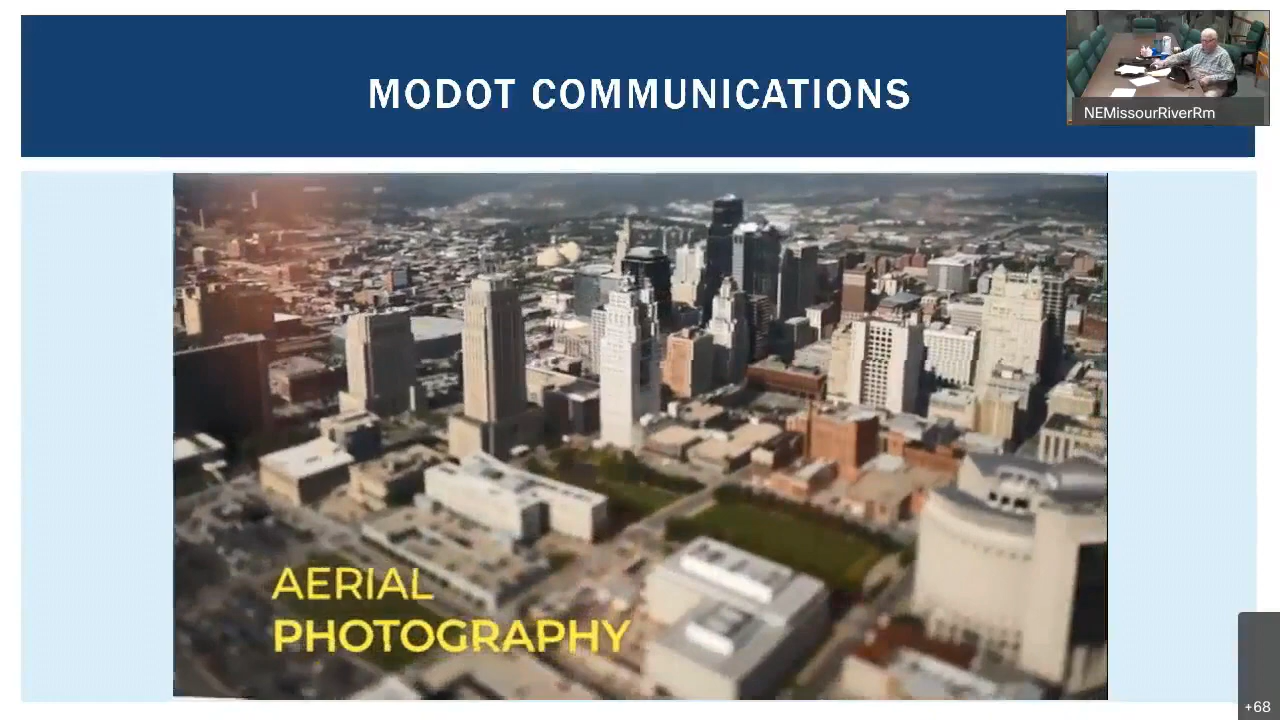 MODOT COMMUNICATIONS
NEMissourRiverRm
AERIAL
PHOTOGRAPHY
+68